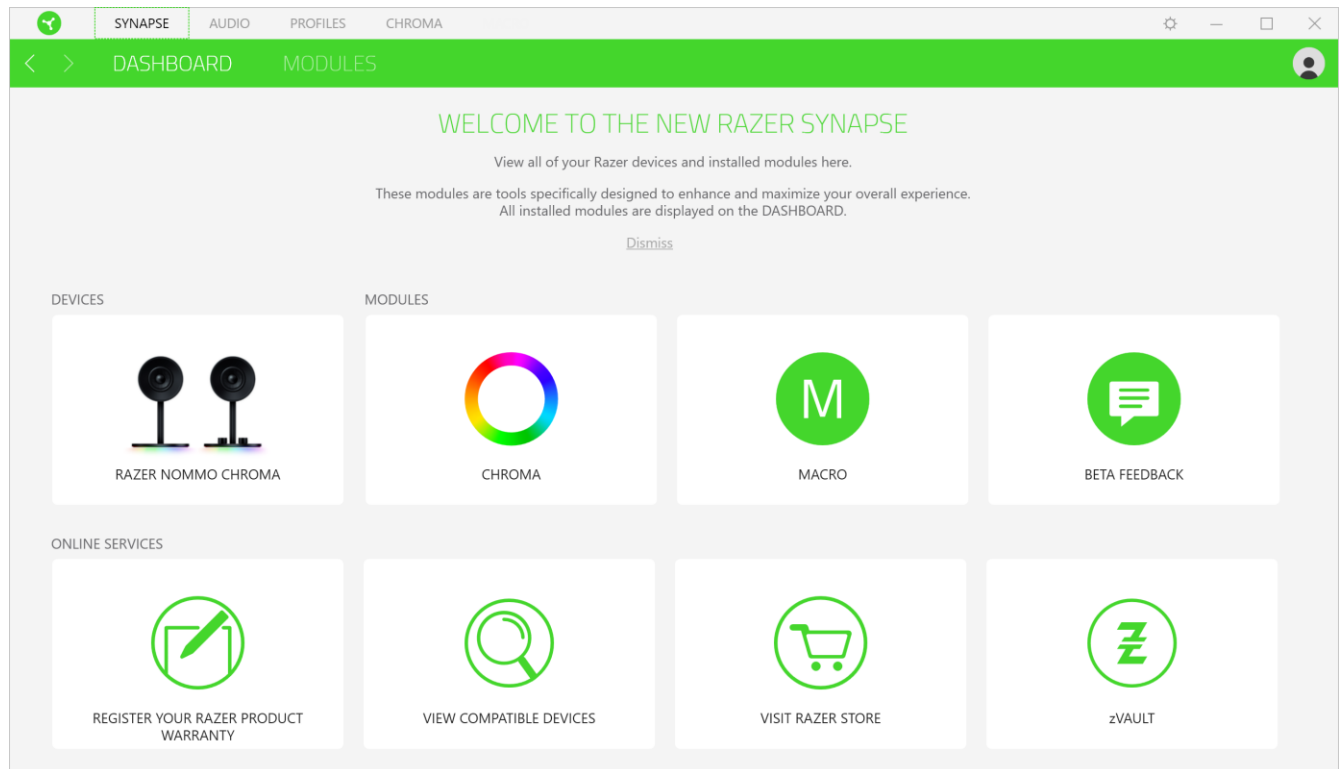 SYNAPSE AUDIO PROFILES CHROMA
DASHBOARD MODULES
WELCOME TO THE NEW RAZER SYNAPSE
View all of your Razer devices and installed modules here.
These modules are tools specifically designed to enhance and maximize your overall experience.
All installed modules are displayed on the DASHBOARD.
Dismiss
DEVICES MODULES
M
RAZER NOMMO CHROMA CHROMA MACRO BETA FEEDBACK
ONLINE SERVICES
REGISTER YOUR RAZER PRODUCT
WARRANTY
VIEW COMPATIBLE DEVICES
VISIT RAZER STORE
zVAULT